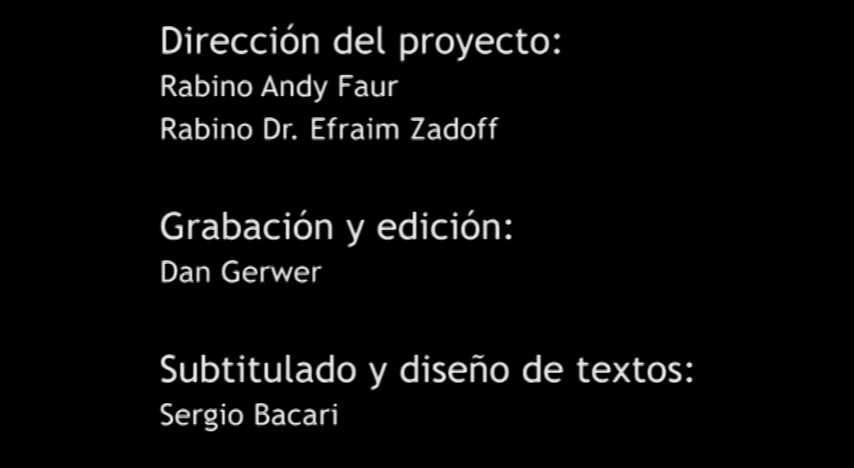 Dirección del proyecto:
Rabino Andy Faur
Rabino Dr. Efraim Zadoff
Grabación y edición:
Dan Gerwer
Subtitulado y diseño de textos:
Sergio Bacari